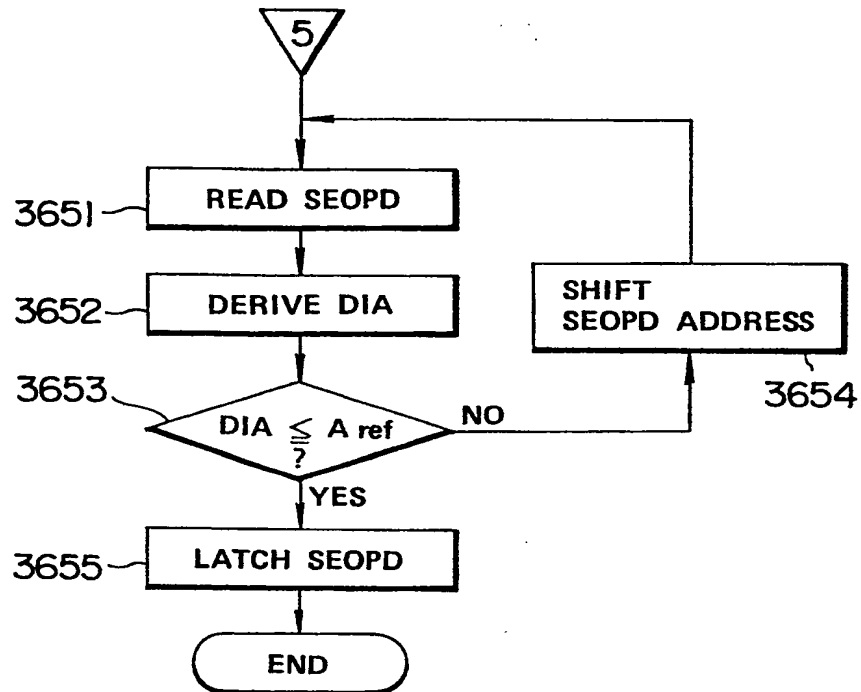 5
READ SEOPD
3651
DERIVE DIA
3652
SHIFT
SEOPD ADDRESS
3654
3653
DIA ≦ A ref
?
NO
YES
LATCH SEOPD
3655
END